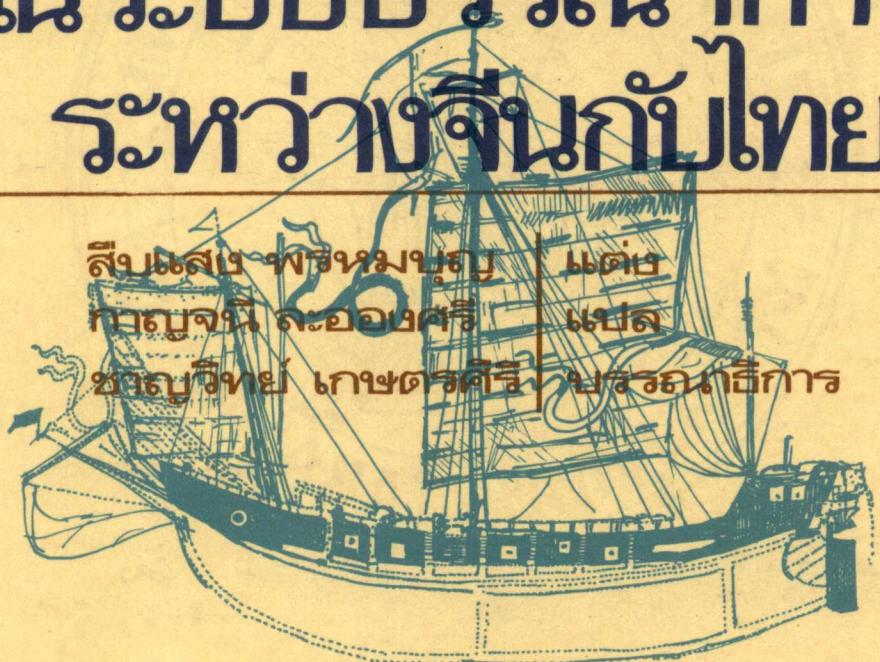 ระหว่างจีนกับไทย
สืบแสง พรหมบุญ แต่ง
กาญจนี ละอองศรี แปล
ชาญวิทย์ เกษตรศิริ บรรณาธิการ